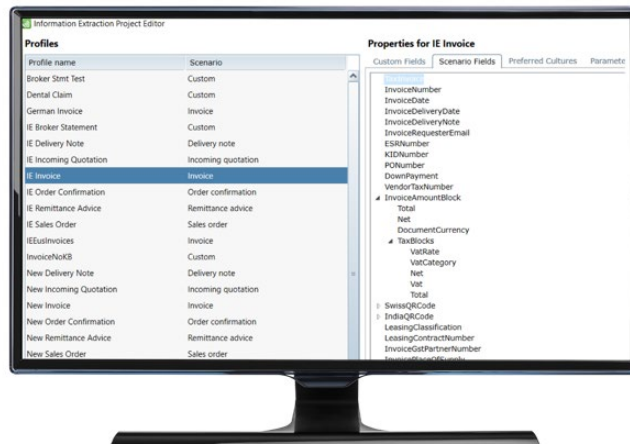 Information Extraction Project Editor
Profiles
Profile name Scenario
Broker Stmt Test Custom
Dental Claim Custom
German Invoice Invoice
IE Broker Statement Custom
IE Delivery Note Delivery note
IE Incoming Quotation Incoming quotation
IE Invoice Invoice
IE Order Confirmation Order confirmation
IE Remittance Advice Remittance advice
IE Sales Order Sales order
IEEusInvoices Invoice
InvoiceNoKB Custom
New Delivery Note Delivery note
New Incoming Quotation Incoming quotation
New Invoice Invoice
New Order Confirmation Order confirmation
New Remittance Advice Remittance advice
New Sales Order Sales order
Properties for IE Invoice
Custom Fields Scenario Fields Preferred Cultures Paramete
InvoiceNumber
InvoiceDate
InvoiceDeliveryDate
InvoiceDeliveryNote
InvoiceRequesterEmail
ESRNumber
KIDNumber
PONumber
DownPayment
VendorTaxNumber
InvoiceAmountBlock
Total
Net
DocumentCurrency
TaxBlocks
VatRate
VatCategory
Net
Vat
Total
SwissQRCode
IndiaQRCode
LeasingClassification
LeasingContractNumber
InvoiceGstPartnerNumber
InvoicePlaceOfSupply